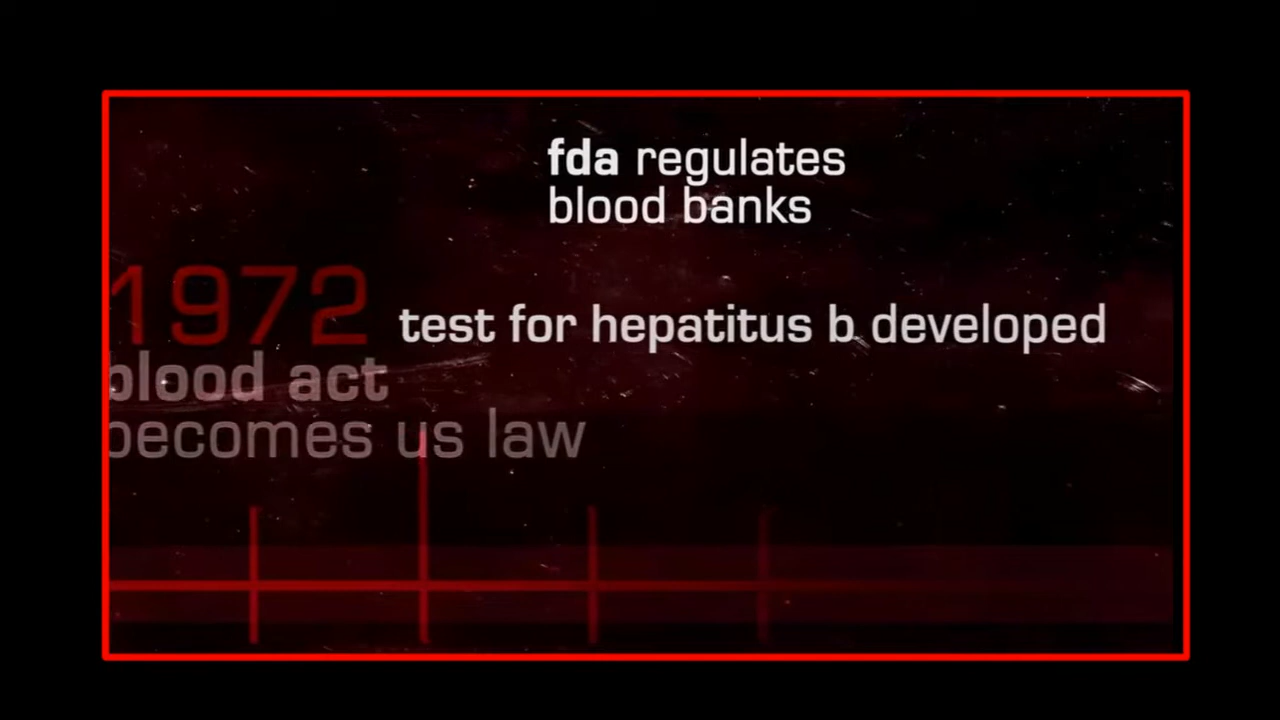 fda regulates
blood banks
1972
test for hepatitus b developed
blood act
becomes us law